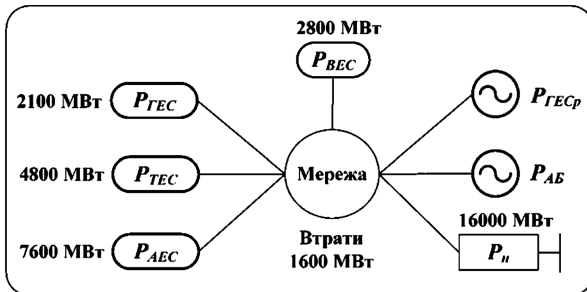 2800 МВт
P_ВЕС
2100 МВт
P_ГЕС
P_ГЕСр
4800 МВт
P_ТЕС
Мережа
P_АБ
16000 МВт
7600 МВт
P_АЕС
Втрати
1600 МВт
P_н